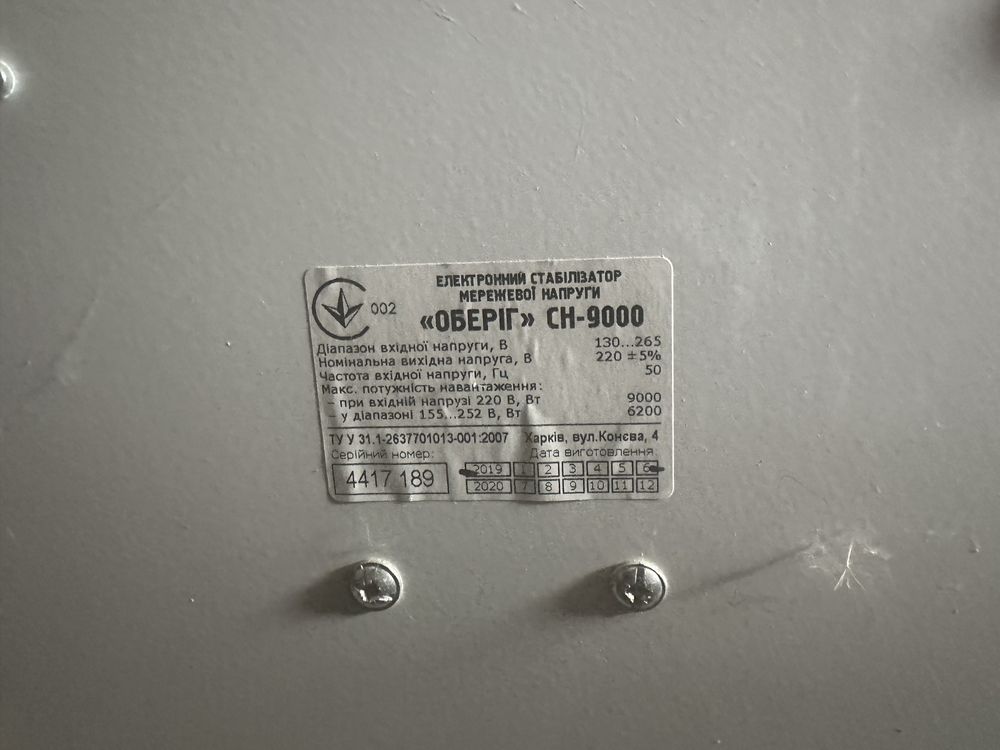 002
ЕЛЕКТРОННИЙ СТАБІЛІЗАТОР
МЕРЕЖЕВОЇ НАПРУГИ
«ОБЕРІГ» СН-9000
Діапазон вхідної напруги, В 130...265
Номінальна вихідна напруга, В 220 ±5%
Частота вхідної напруги, Гц 50
Макс. потужність навантаження:
– при вхідній напрузі 220 В, Вт 9000
– у діапазоні 155...252 В, Вт 6200
ТУ У 31.1-2637701013-001:2007 Харків, вул.Конєва, 4
Серійний номер: Дата виготовлення:
4417 189
2019 1 2 3 4 5 6
2020 7 8 9 10 11 12